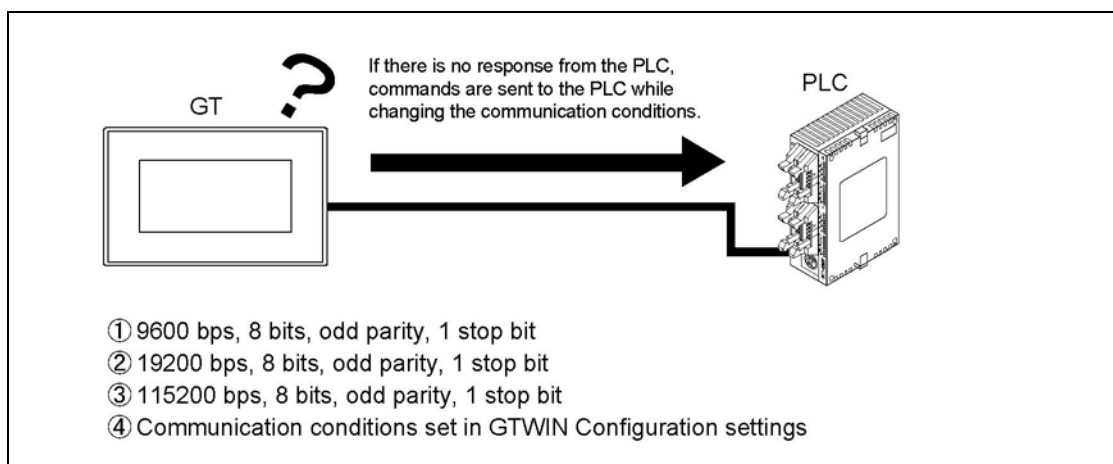 If there is no response from the PLC,
commands are sent to the PLC while
changing the communication conditions.
GT
?
PLC
① 9600 bps, 8 bits, odd parity, 1 stop bit
② 19200 bps, 8 bits, odd parity, 1 stop bit
③ 115200 bps, 8 bits, odd parity, 1 stop bit
④ Communication conditions set in GTWIN Configuration settings